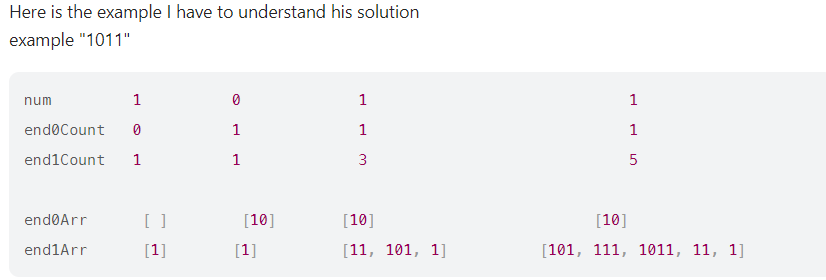 Here is the example I have to understand his solution
example "1011"
num 1 0 1 1
end0Count 0 1 1 1
end1Count 1 1 3 5
end0Arr [ ] [10] [10] [10]
end1Arr [1] [1] [11, 101, 1] [101, 111, 1011, 11, 1]